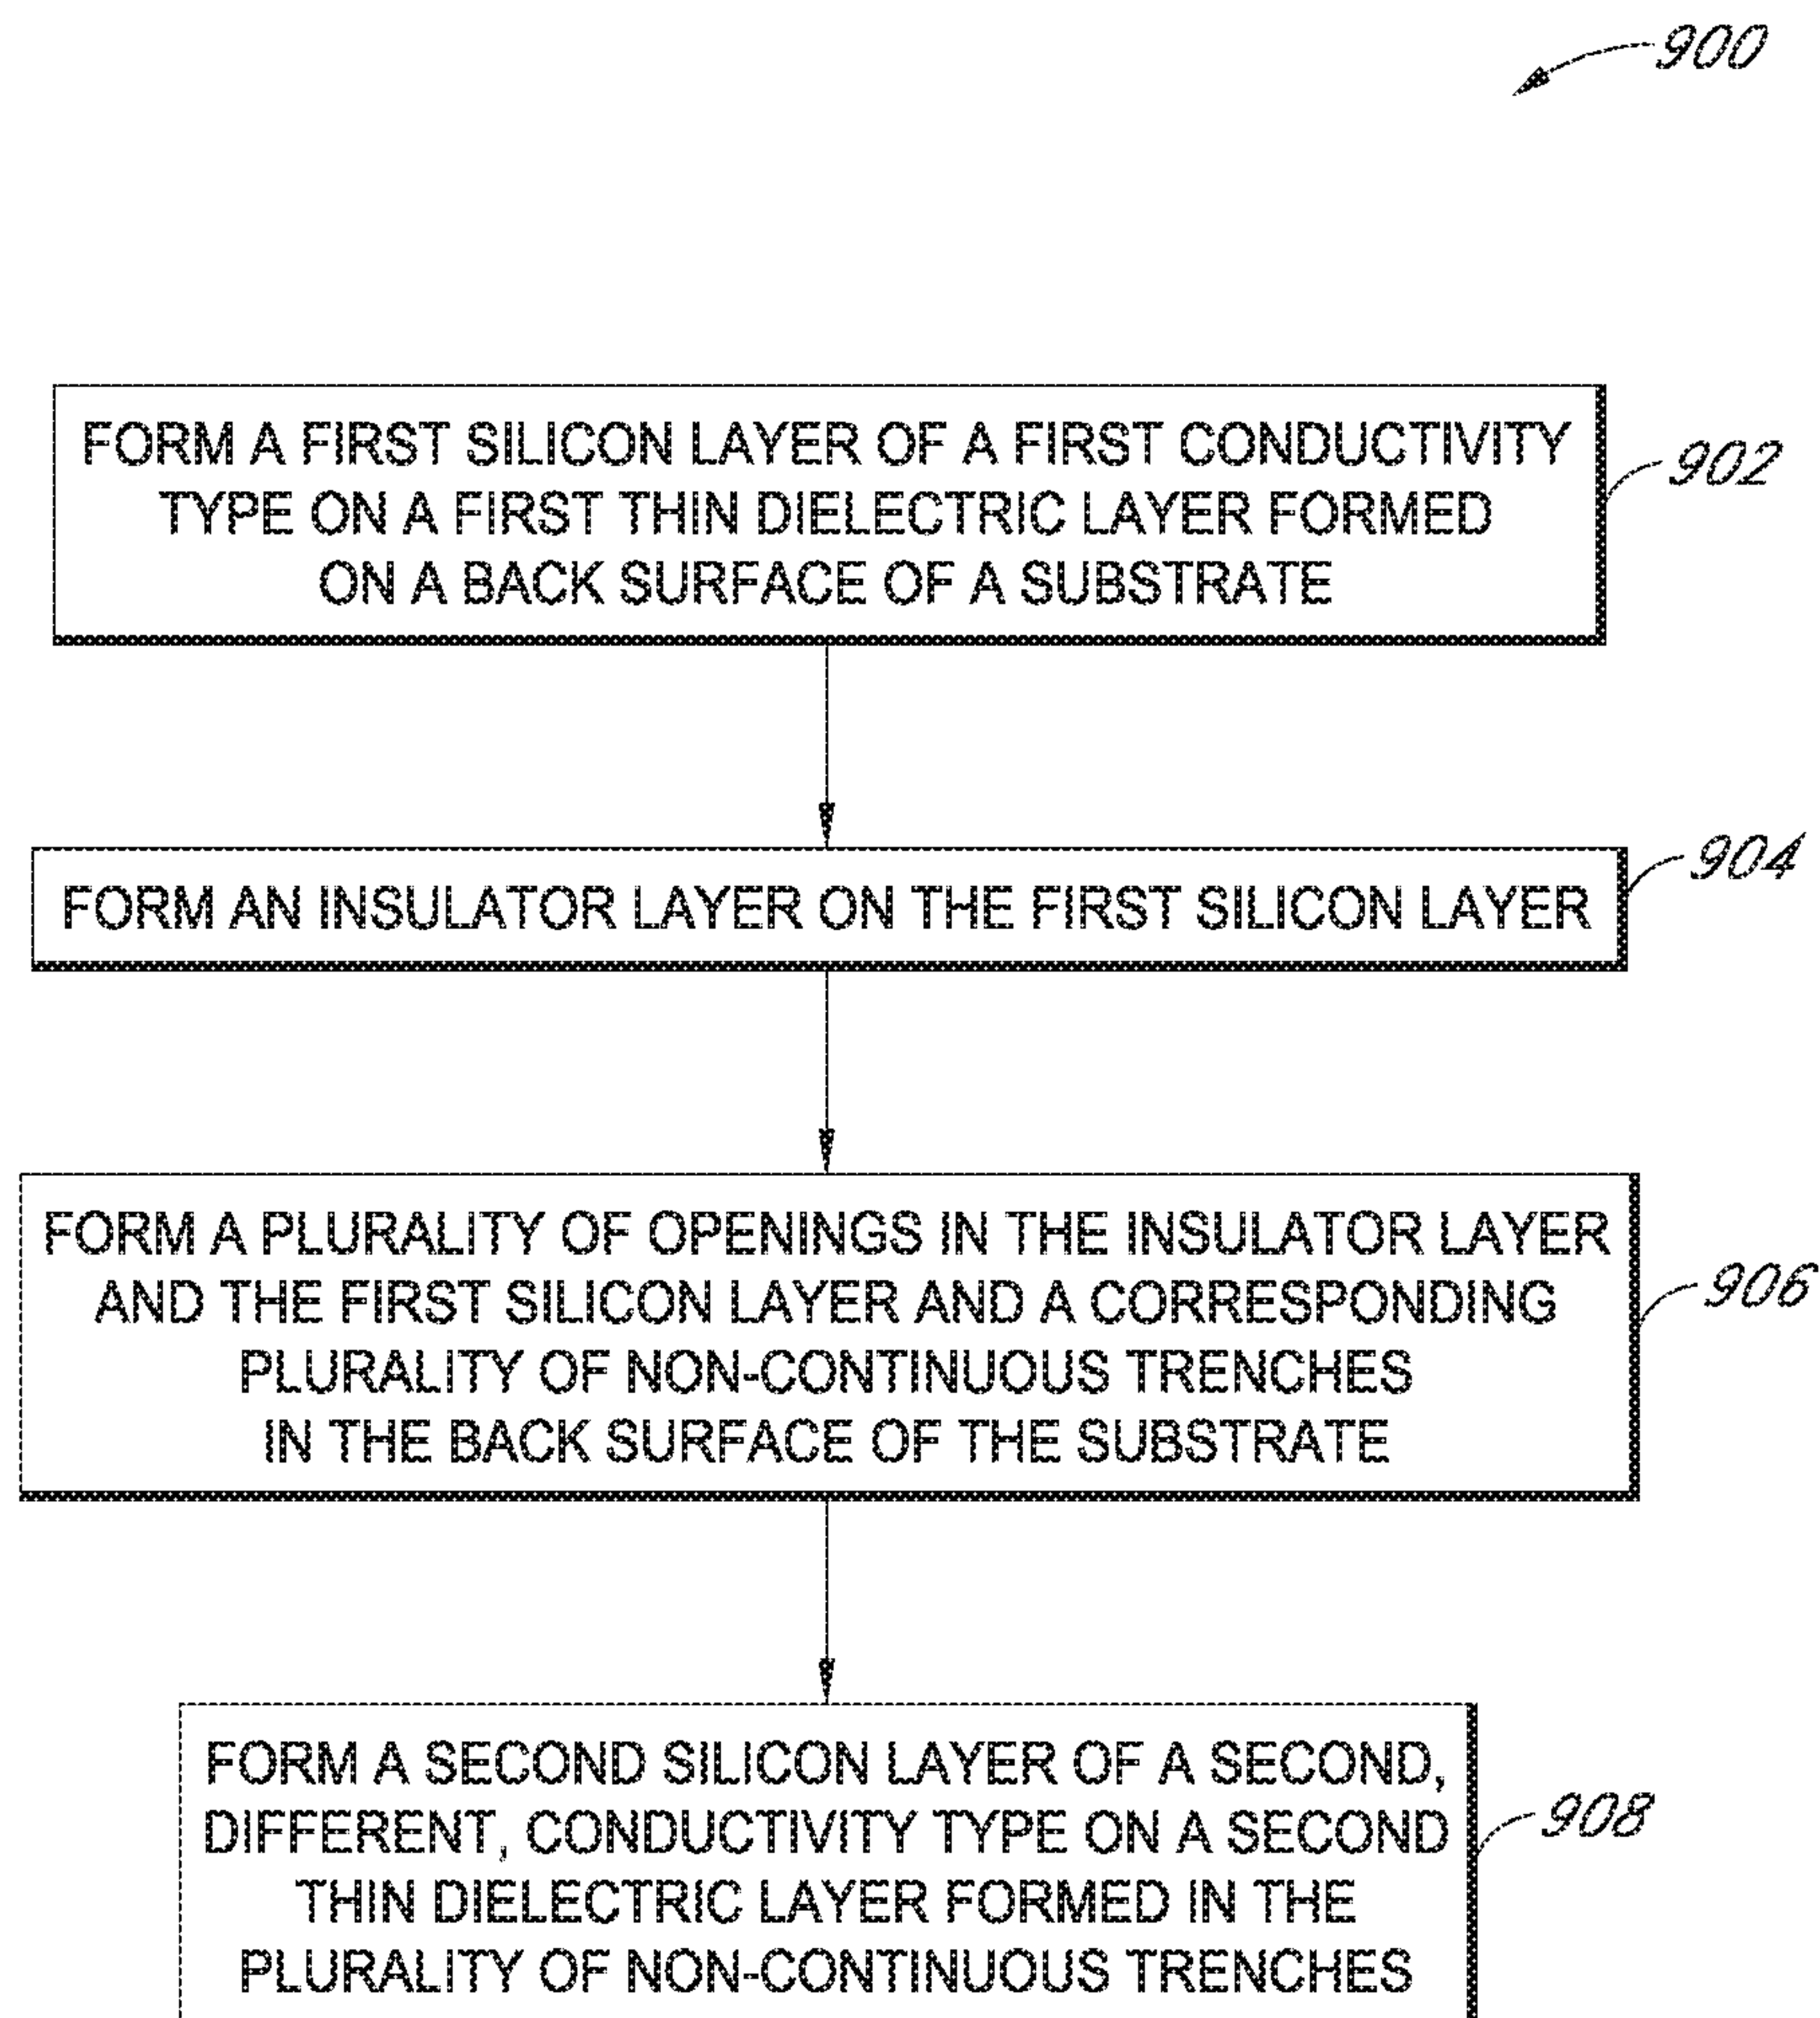 900
FORM A FIRST SILICON LAYER OF A FIRST CONDUCTIVITY
TYPE ON A FIRST THIN DIELECTRIC LAYER FORMED
ON A BACK SURFACE OF A SUBSTRATE
902
FORM AN INSULATOR LAYER ON THE FIRST SILICON LAYER
904
FORM A PLURALITY OF OPENINGS IN THE INSULATOR LAYER
AND THE FIRST SILICON LAYER AND A CORRESPONDING
PLURALITY OF NON-CONTINUOUS TRENCHES
IN THE BACK SURFACE OF THE SUBSTRATE
906
FORM A SECOND SILICON LAYER OF A SECOND,
DIFFERENT, CONDUCTIVITY TYPE ON A SECOND
THIN DIELECTRIC LAYER FORMED IN THE
PLURALITY OF NON-CONTINUOUS TRENCHES
908